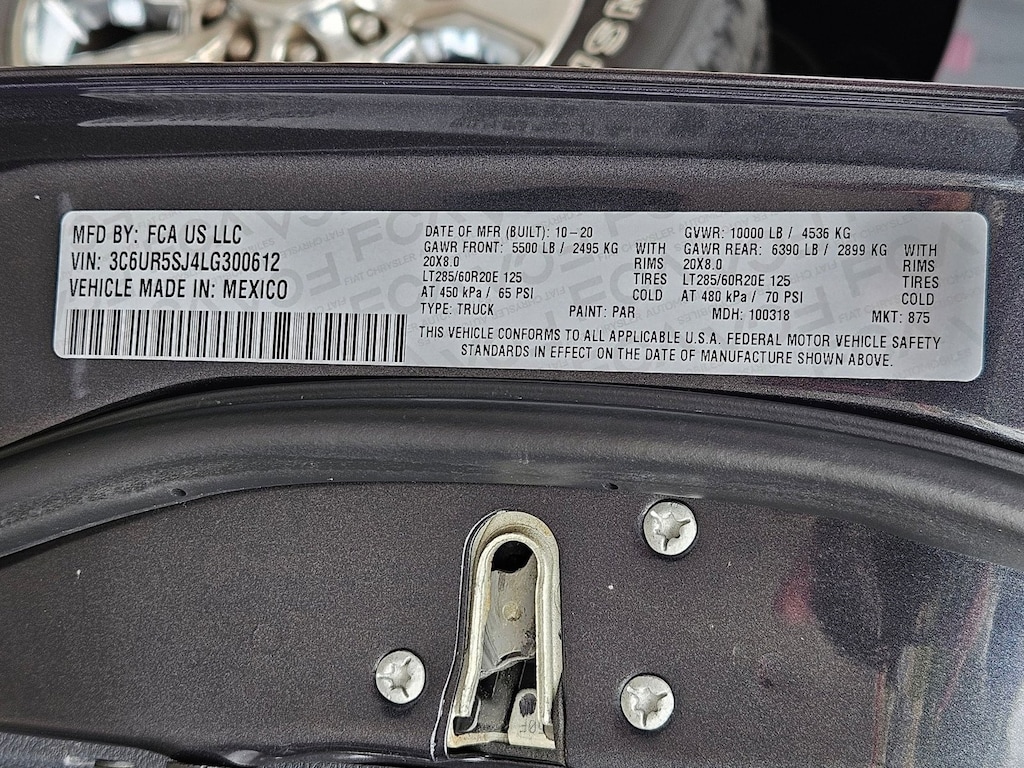 MFD BY: FCA US LLC
VIN: 3C6UR5SJ4LG300612
VEHICLE MADE IN: MEXICO
DATE OF MFR (BUILT): 10-20 GVWR: 10000 LB / 4536 KG
GAWR FRONT: 5500 LB / 2495 KG WITH GAWR REAR: 6390 LB / 2899 KG WITH
20X8.0 RIMS 20X8.0 RIMS
LT285/60R20E 125 TIRES LT285/60R20E 125 TIRES
AT 450 kPa / 65 PSI COLD AT 480 kPa / 70 PSI COLD
TYPE: TRUCK PAINT: PAR MDH: 100318 MKT: 875
THIS VEHICLE CONFORMS TO ALL APPLICABLE U.S.A. FEDERAL MOTOR VEHICLE SAFETY
STANDARDS IN EFFECT ON THE DATE OF MANUFACTURE SHOWN ABOVE.